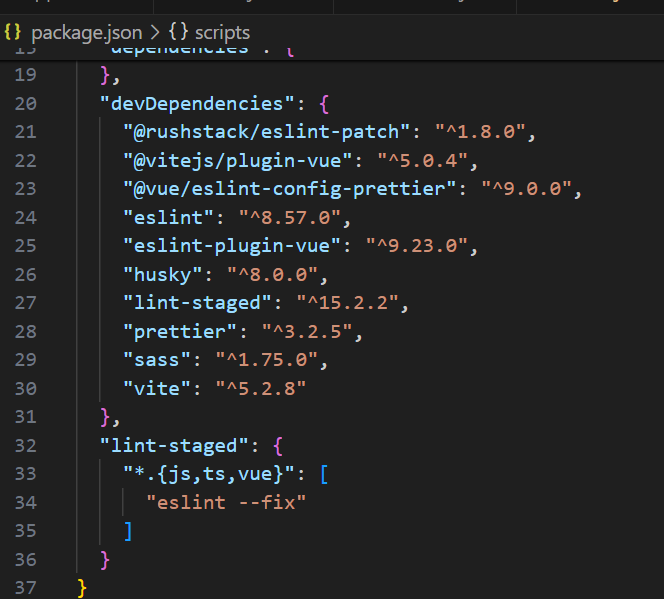 {} package.json > {} scripts
"dependencies": {
19 },
20 "devDependencies": {
21 "@rushstack/eslint-patch": "^1.8.0",
22 "@vitejs/plugin-vue": "^5.0.4",
23 "@vue/eslint-config-prettier": "^9.0.0",
24 "eslint": "^8.57.0",
25 "eslint-plugin-vue": "^9.23.0",
26 "husky": "^8.0.0",
27 "lint-staged": "^15.2.2",
28 "prettier": "^3.2.5",
29 "sass": "^1.75.0",
30 "vite": "^5.2.8"
31 },
32 "lint-staged": {
33 "*.{js,ts,vue}": [
34 "eslint --fix"
35 ]
36 }
37 }